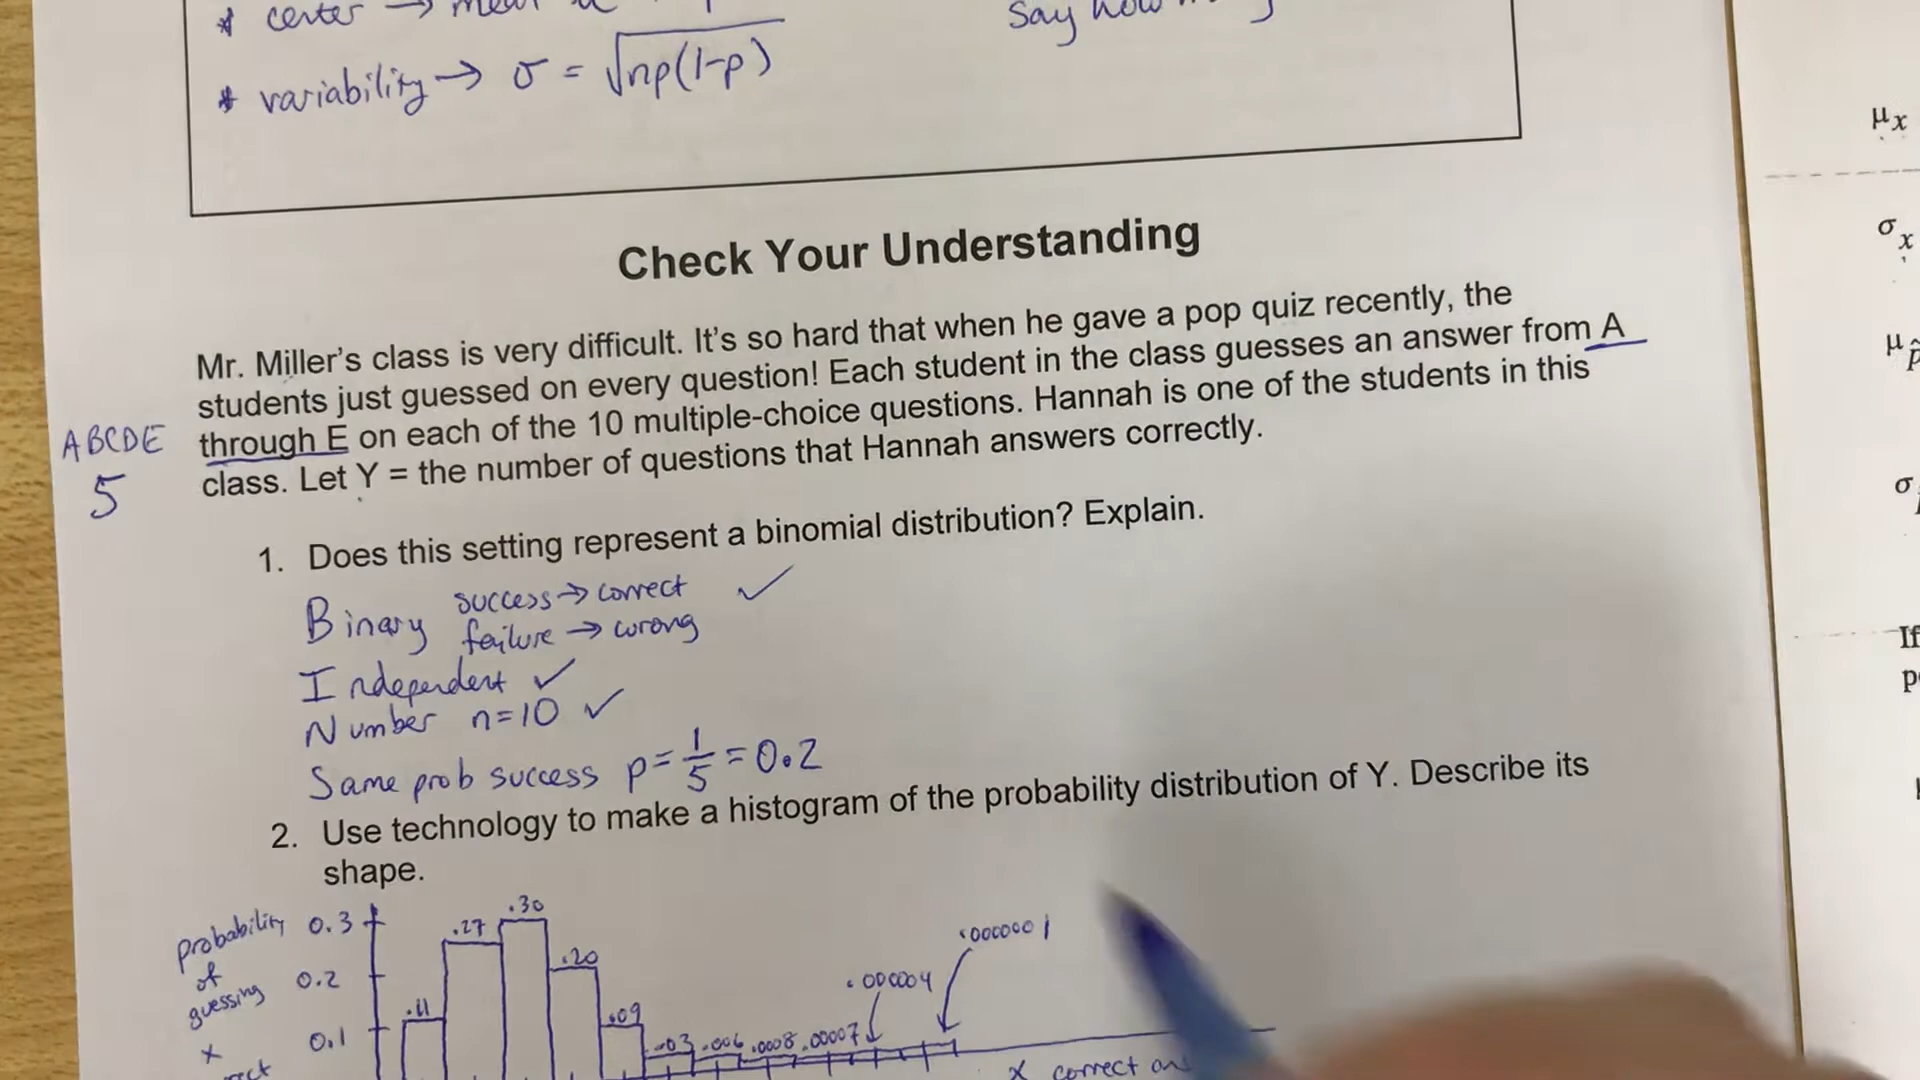 * center → mean
Say how
* variability → σ = √np(1-p)
μx
σx
Check Your Understanding
Mr. Miller's class is very difficult. It's so hard that when he gave a pop quiz recently, the
students just guessed on every question! Each student in the class guesses an answer from A
through E on each of the 10 multiple-choice questions. Hannah is one of the students in this
class. Let Y = the number of questions that Hannah answers correctly.
ABCDE
5
μp̂
σ
1. Does this setting represent a binomial distribution? Explain.
Binary success → correct ✓
failure → wrong
Independent ✓
Number n=10 ✓
Same prob success p=1/5=0.2
If
2. Use technology to make a histogram of the probability distribution of Y. Describe its
shape.
probability
of
guessing
x
0.3
0.2
0.1
.11
.27
.30
.20
.09
.03
.006
.0008
.00007
.000004
.0000001
x correct